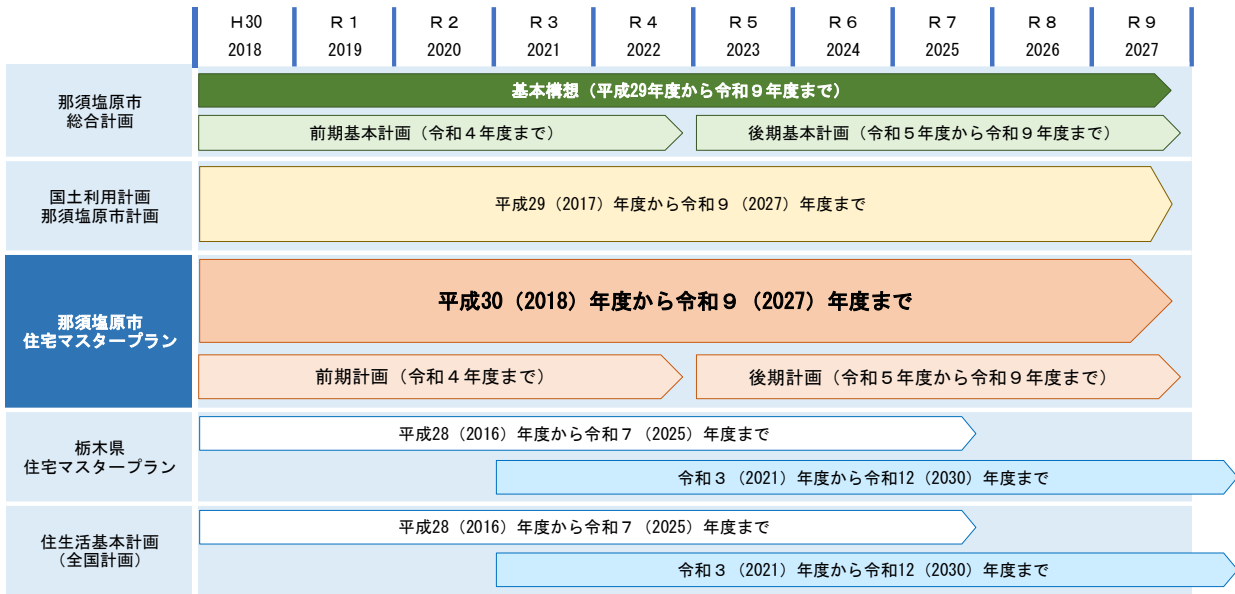 H30 R1 R2 R3 R4 R5 R6 R7 R8 R9
2018 2019 2020 2021 2022 2023 2024 2025 2026 2027
那須塩原市
総合計画
基本構想（平成29年度から令和９年度まで）
前期基本計画（令和４年度まで）
後期基本計画（令和５年度から令和９年度まで）
国土利用計画
那須塩原市計画
平成29（2017）年度から令和９（2027）年度まで
那須塩原市
住宅マスタープラン
平成30（2018）年度から令和９（2027）年度まで
前期計画（令和４年度まで）
後期計画（令和５年度から令和９年度まで）
栃木県
住宅マスタープラン
平成28（2016）年度から令和７（2025）年度まで
令和３（2021）年度から令和12（2030）年度まで
住生活基本計画
（全国計画）
平成28（2016）年度から令和７（2025）年度まで
令和３（2021）年度から令和12（2030）年度まで